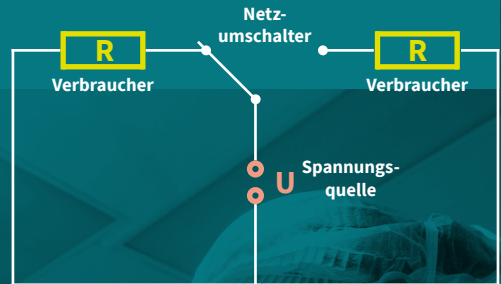 Netz-
umschalter
R
R
Verbraucher
Verbraucher
U
Spannungs-
quelle